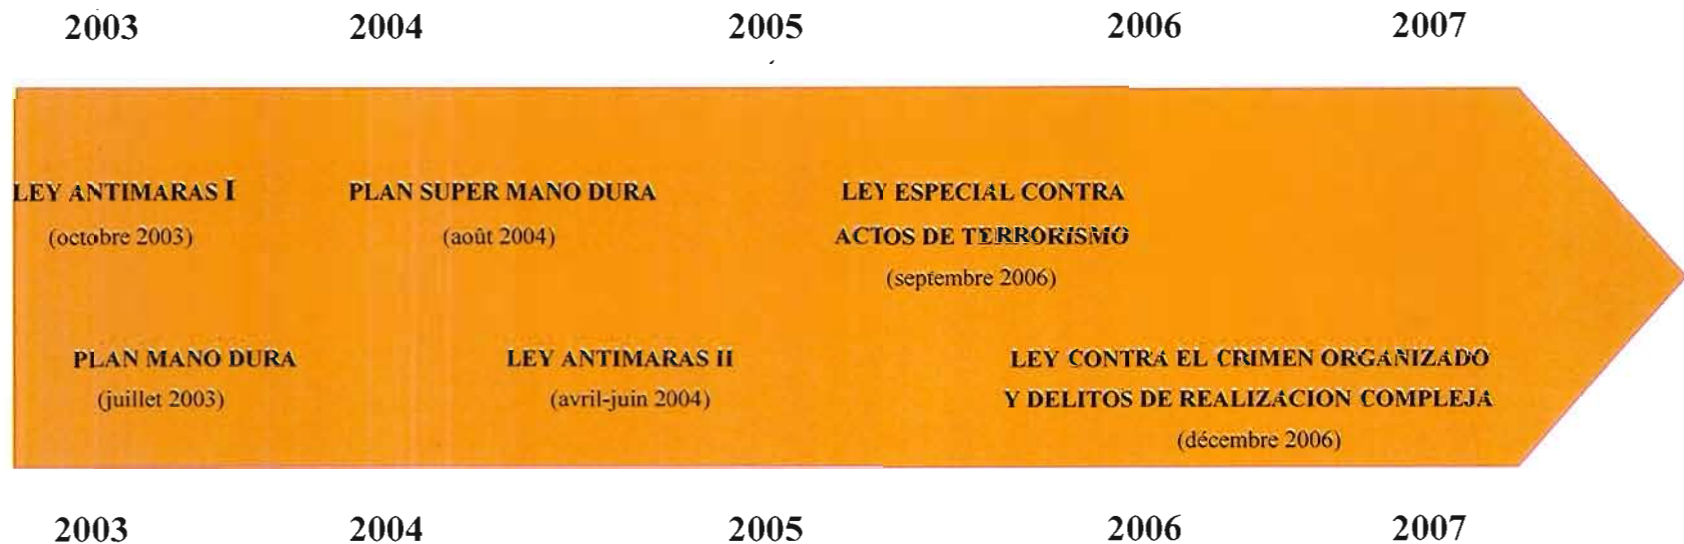 2003 2004 2005 2006 2007
LEY ANTIMARAS I PLAN SUPER MANO DURA LEY ESPECIAL CONTRA
(octobre 2003) (août 2004) ACTOS DE TERRORISMO
(septembre 2006)
PLAN MANO DURA LEY ANTIMARAS II LEY CONTRA EL CRIMEN ORGANIZADO
(juillet 2003) (avril-juin 2004) Y DELITOS DE REALIZACION COMPLEJA
(décembre 2006)
2003 2004 2005 2006 2007